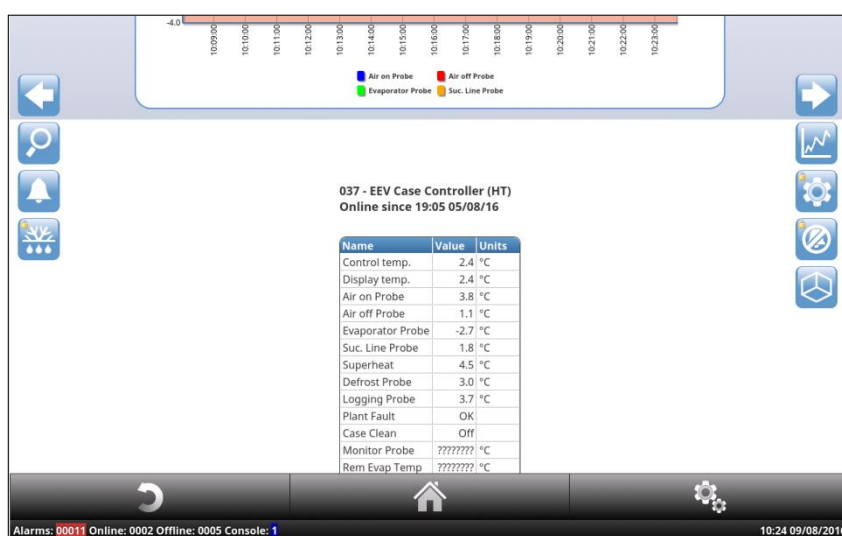 -4.0
10:09:00
10:10:00
10:11:00
10:12:00
10:13:00
10:14:00
10:15:00
10:16:00
10:17:00
10:18:00
10:19:00
10:20:00
10:21:00
10:22:00
10:23:00
Air on Probe Air off Probe
Evaporator Probe Suc. Line Probe
037 - EEV Case Controller (HT)
Online since 19:05 05/08/16
Name Value Units
Control temp. 2.4 °C
Display temp. 2.4 °C
Air on Probe 3.8 °C
Air off Probe 1.1 °C
Evaporator Probe -2.7 °C
Suc. Line Probe 1.8 °C
Superheat 4.5 °C
Defrost Probe 3.0 °C
Logging Probe 3.7 °C
Plant Fault OK
Case Clean Off
Monitor Probe ???????? °C
Rem Evap Temp ???????? °C
Alarms: 00011 Online: 0002 Offline: 0005 Console: 1 10:24 09/08/2016